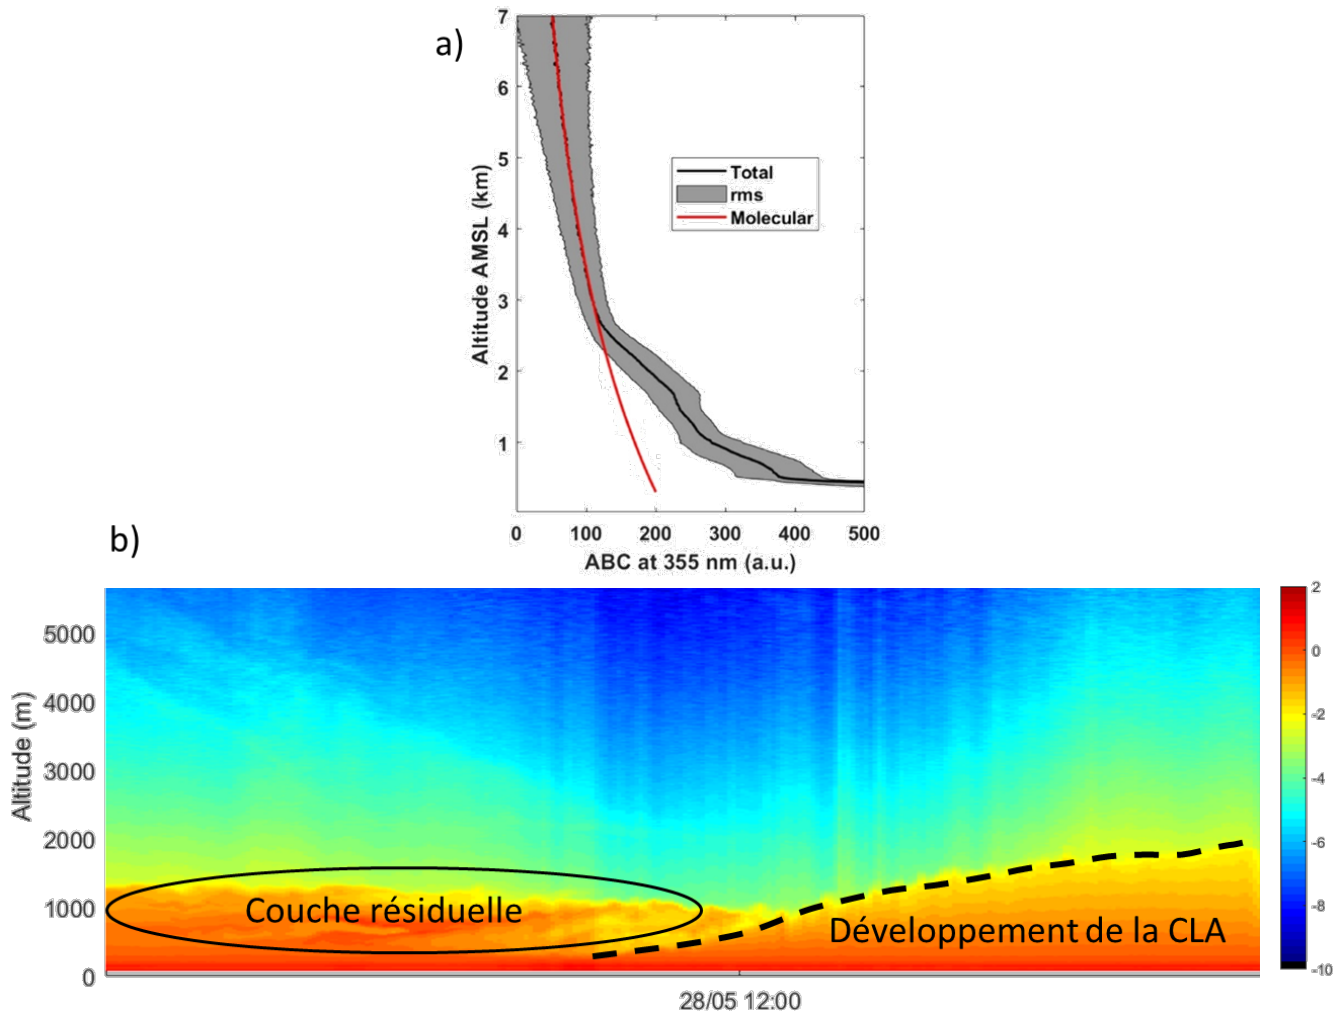 a)
7
6
5
4
3
2
1
Altitude AMSL (km)
Total
rms
Molecular
0 100 200 300 400 500
ABC at 355 nm (a.u.)
b)
5000
4000
3000
2000
1000
0
Altitude (m)
Couche résiduelle
Développement de la CLA
28/05 12:00
2
0
-2
-4
-6
-8
-10